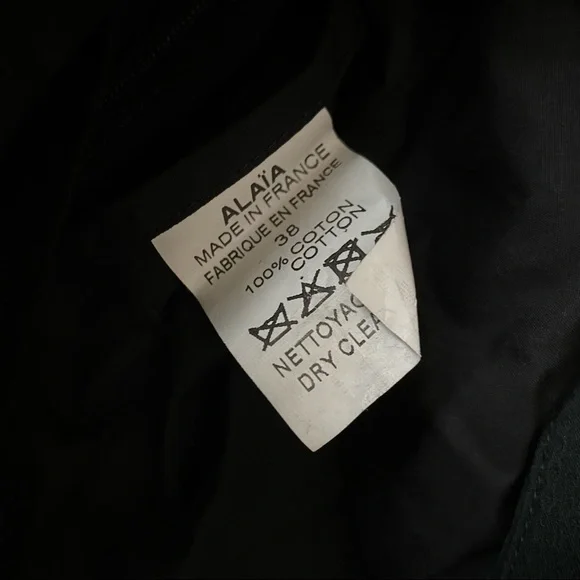 ALAÏA
MADE IN FRANCE
FABRIQUE EN FRANCE
38
100% COTON
COTTON
NETTOYAG
DRY CLEA